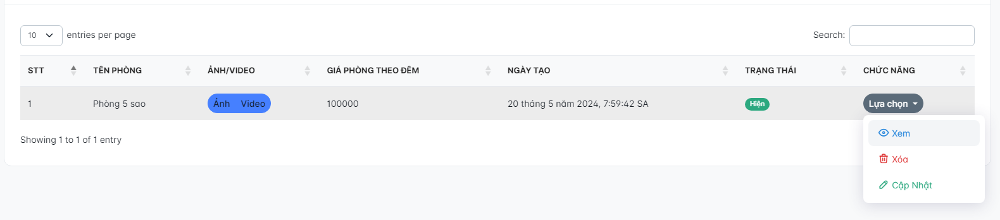 10 entries per page Search:
STT TÊN PHÒNG ẢNH/VIDEO GIÁ PHÒNG THEO ĐÊM NGÀY TẠO TRẠNG THÁI CHỨC NĂNG
1 Phòng 5 sao Ảnh Video 100000 20 tháng 5 năm 2024, 7:59:42 SA Hiện Lựa chọn
Xem
Showing 1 to 1 of 1 entry
Xóa
Cập Nhật